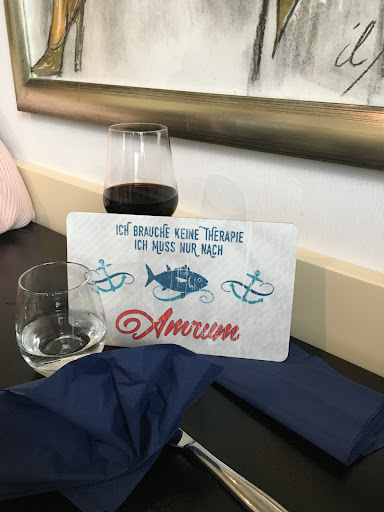 ICH BRAUCHE KEINE THERAPIE
ICH MUSS NUR NACH
Amrum